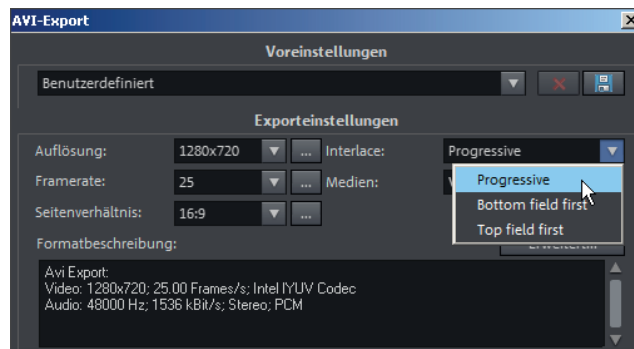 AVI-Export
Voreinstellungen
Benutzerdefiniert
Exporteinstellungen
Auflösung: 1280x720 ... Interlace: Progressive
Framerate: 25 ... Medien:
Progressive
Bottom field first
Top field first
Seitenverhältnis: 16:9 ...
Formatbeschreibung:
Avi Export:
Video: 1280x720; 25.00 Frames/s; Intel IYUV Codec
Audio: 48000 Hz; 1536 kBit/s; Stereo; PCM